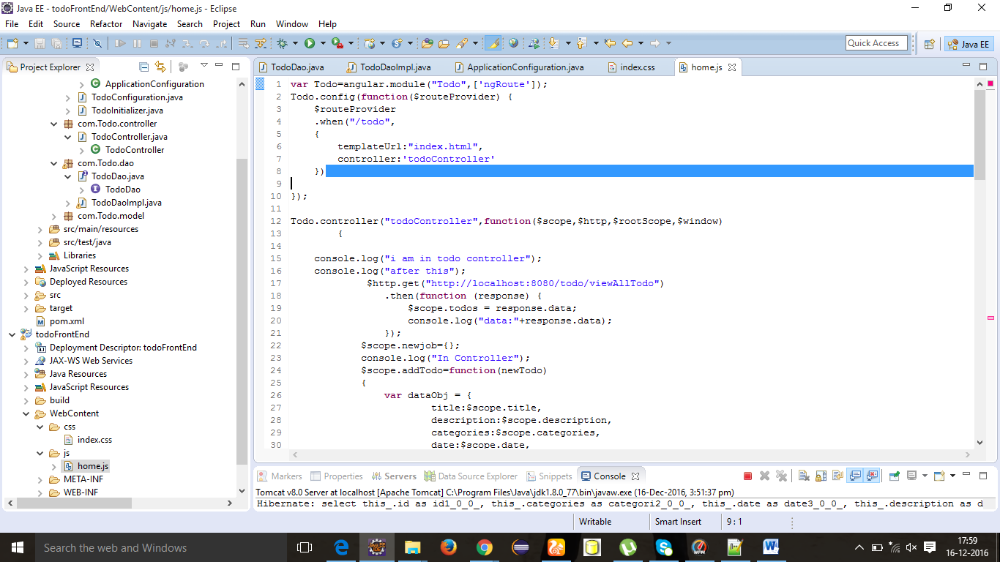 Java EE - todoFrontEnd/WebContent/js/home.js - Eclipse
File Edit Source Refactor Navigate Search Project Run Window Help
Quick Access
Java EE
Project Explorer
ApplicationConfiguration
TodoConfiguration.java
TodoInitializer.java
com.Todo.controller
TodoController.java
TodoController
com.Todo.dao
TodoDao.java
TodoDao
TodoDaoImpl.java
com.Todo.model
src/main/resources
src/test/java
Libraries
JavaScript Resources
Deployed Resources
src
target
pom.xml
todoFrontEnd
Deployment Descriptor: todoFrontEnd
3.1
JAX-WS Web Services
Java Resources
JavaScript Resources
build
WebContent
css
index.css
js
home.js
META-INF
WEB-INF
TodoDao.java TodoDaoImpl.java ApplicationConfiguration.java index.css home.js
1 var Todo=angular.module("Todo",['ngRoute']);
2 Todo.config(function($routeProvider) {
3 $routeProvider
4 .when("/todo",
5 {
6 templateUrl:"index.html",
7 controller:'todoController'
8 })
9
10 });
11
12 Todo.controller("todoController",function($scope,$http,$rootScope,$window)
13 {
14
15 console.log("i am in todo controller");
16 console.log("after this");
17 $http.get("http://localhost:8080/todo/viewAllTodo")
18 .then(function (response) {
19 $scope.todos = response.data;
20 console.log("data:"+response.data);
21 });
22 $scope.newjob={};
23 console.log("In Controller");
24 $scope.addTodo=function(newTodo)
25 {
26 var dataObj = {
27 title:$scope.title,
28 description:$scope.description,
29 categories:$scope.categories,
30 date:$scope.date,
Markers Properties Servers Data Source Explorer Snippets Console
Tomcat v8.0 Server at localhost [Apache Tomcat] C:\Program Files\Java\jdk1.8.0_77\bin\javaw.exe (16-Dec-2016, 3:51:37 pm)
Hibernate: select this_.id as id1_0_0_, this_.categories as categori2_0_0_, this_.date as date3_0_0_, this_.description as d
Writable Smart Insert 9 : 1
Search the web and Windows
17:59
16-12-2016